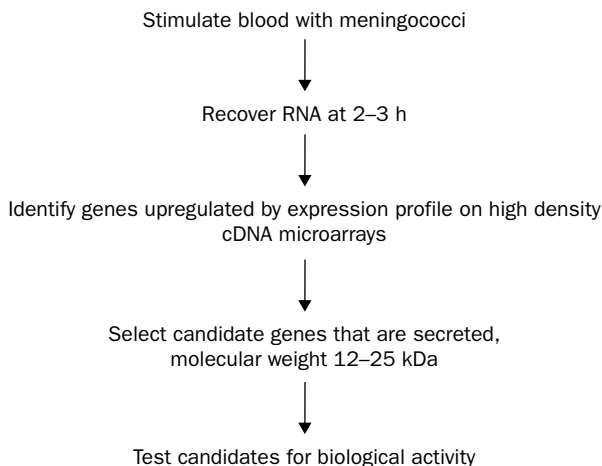 Stimulate blood with meningococci
Recover RNA at 2–3 h
Identify genes upregulated by expression profile on high density
cDNA microarrays
Select candidate genes that are secreted,
molecular weight 12–25 kDa
Test candidates for biological activity